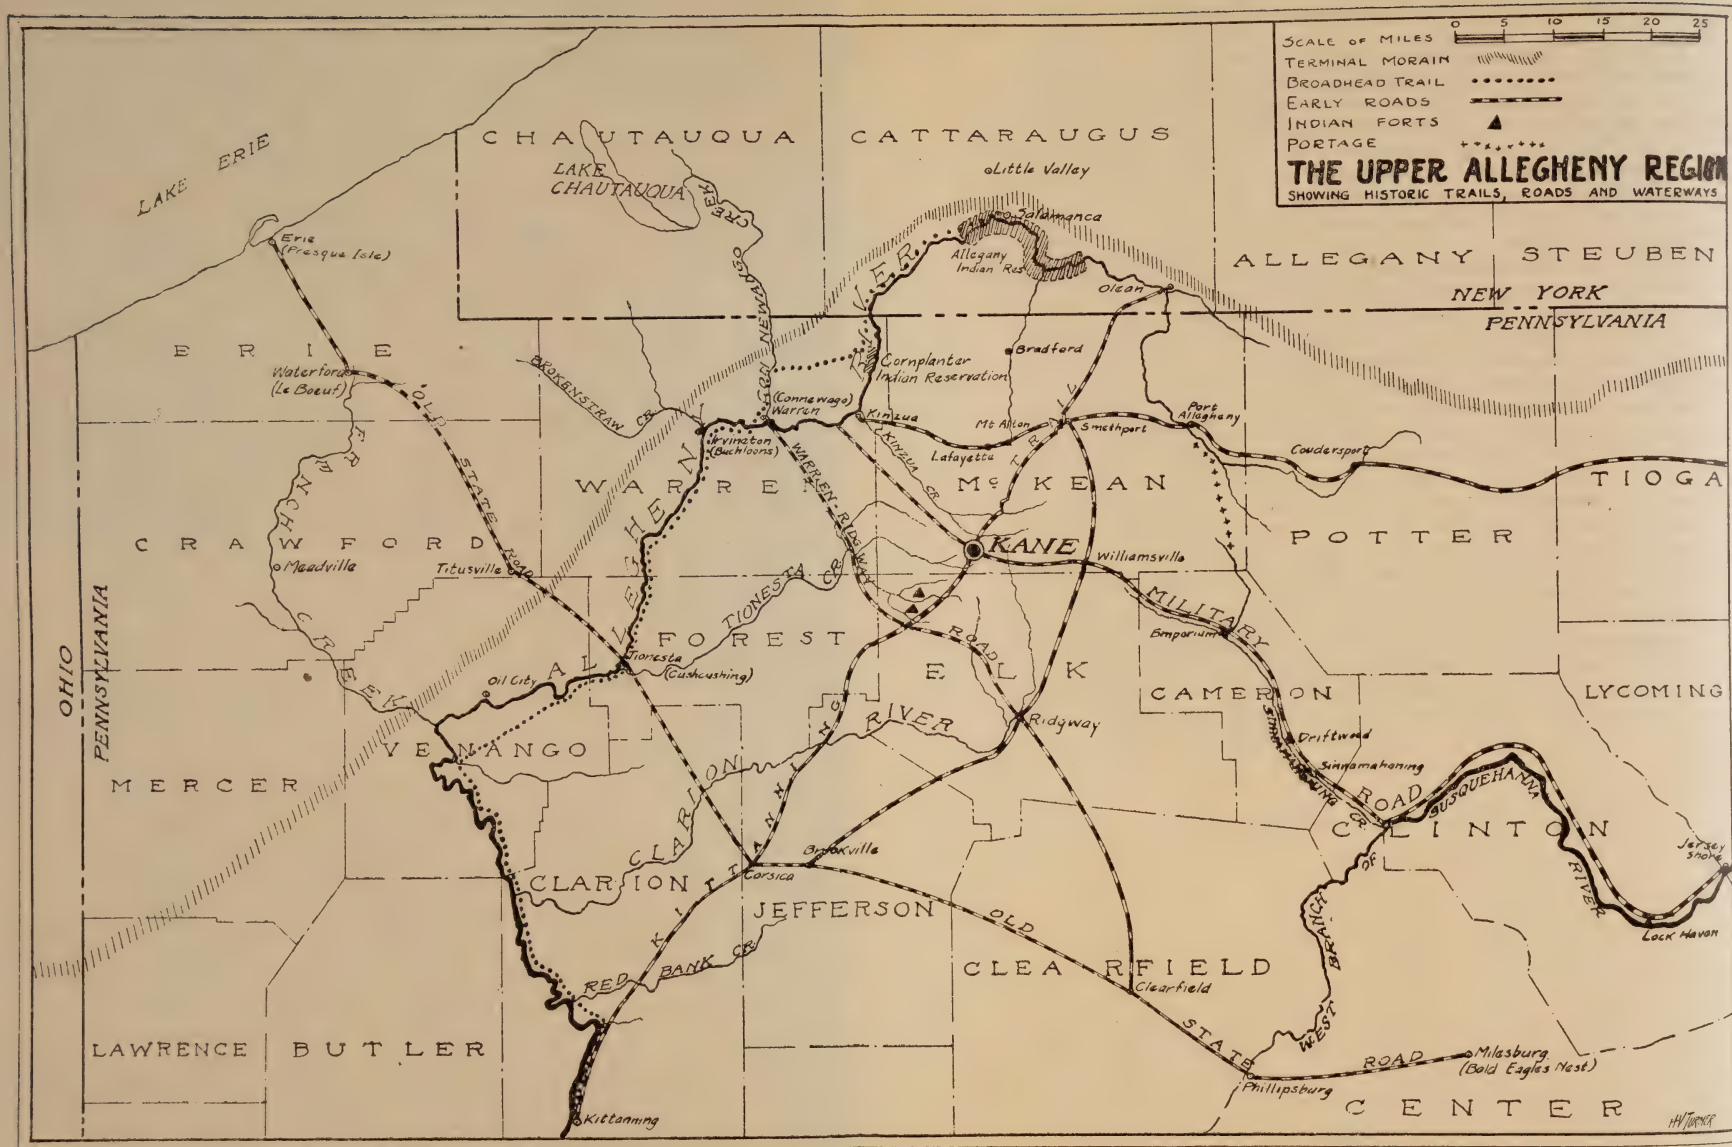 0 5 10 15 20 25
SCALE OF MILES
TERMINAL MORAIN
BROADHEAD TRAIL
EARLY ROADS
INDIAN FORTS
PORTAGE
THE UPPER ALLEGHENY REGION
SHOWING HISTORIC TRAILS, ROADS AND WATERWAYS
LAKE ERIE
CHAUTAUQUA
CATTARAUGUS
LAKE
CHAUTAUQUA
CREEK
Little Valley
Salamanca
Erie
(Presque Isle)
Allegany
Indian Res
ALLEGANY
STEUBEN
Olean
NEW YORK
PENNSYLVANIA
ERIE
Waterford
(Le Boeuf)
BROKENSTRAW CR.
Bradford
Cornplanter
Indian Reservation
(Connewago)
Warren
Kinzua
KINZUA CR
Mt Alton
Smethport
Port
Allegheny
Irvington
(Buchloons)
Lafayetta
Coudersport
OLD STATE ROAD
FRENCH CREEK
WARREN
WARREN-RIDGWAY ROAD
TRAIL
McKEAN
TIOGA
CRAWFORD
POTTER
KANE
Meadville
Titusville
Williamsville
ALLEGHENY RIVER
TIONESTA CR
MILITARY ROAD
OHIO
PENNSYLVANIA
FOREST
Emporium
Tionesta
(Cushcushing)
ELK
Oil City
CAMERON
LYCOMING
CLARION RIVER
Ridgway
VENANGO
Driftwood
MERCER
Sinnamahoning
SINNAMAHONING CR.
WEST BRANCH OF SUSQUEHANNA RIVER
CLINTON
KITTANNING
Brookville
Corsica
Jersey
Shore
CLARION
JEFFERSON
OLD STATE ROAD
Lock Haven
RED BANK CR
CLEARFIELD
Clearfield
LAWRENCE
BUTLER
Milesburg
(Bald Eagles Nest)
Phillipsburg
CENTER
Kittanning
H.V. TURNER